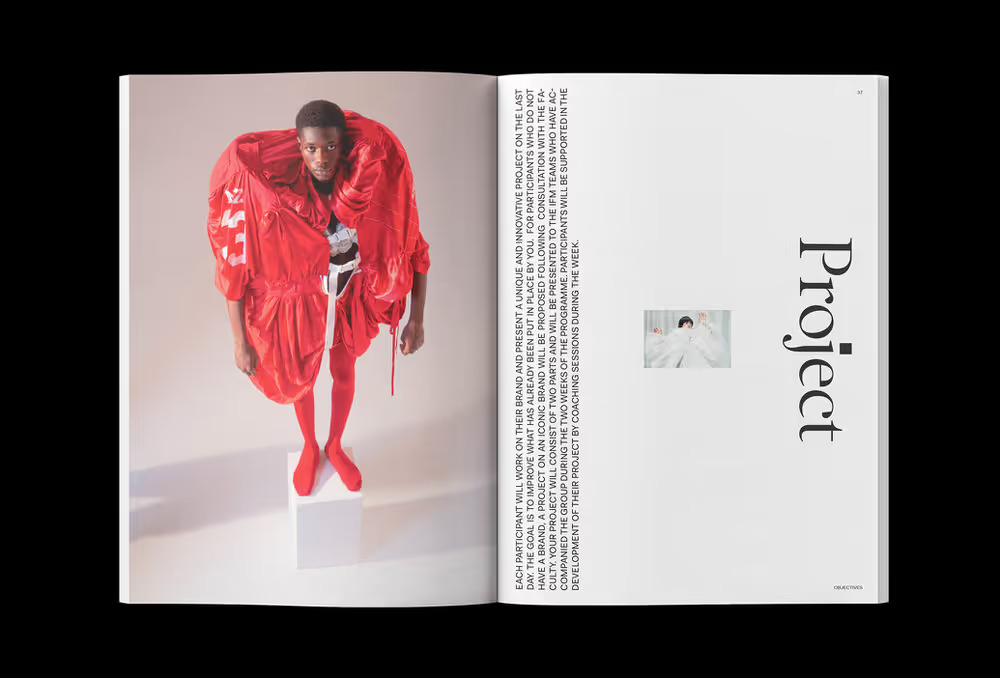 EACH PARTICIPANT WILL WORK ON THEIR BRAND AND PRESENT A UNIQUE AND INNOVATIVE PROJECT ON THE LAST
DAY. THE GOAL IS TO IMPROVE WHAT HAS ALREADY BEEN PUT IN PLACE BY YOU. FOR PARTICIPANTS WHO DO NOT
HAVE A BRAND, A PROJECT ON AN ICONIC BRAND WILL BE PROPOSED FOLLOWING CONSULTATION WITH THE FA-
CULTY. YOUR PROJECT WILL CONSIST OF TWO PARTS AND WILL BE PRESENTED TO THE IFM TEAMS WHO HAVE AC-
COMPANIED THE GROUP DURING THE TWO WEEKS OF THE PROGRAMME. PARTICIPANTS WILL BE SUPPORTED IN THE
DEVELOPMENT OF THEIR PROJECT BY COACHING SESSIONS DURING THE WEEK.
Project
37
OBJECTIVES